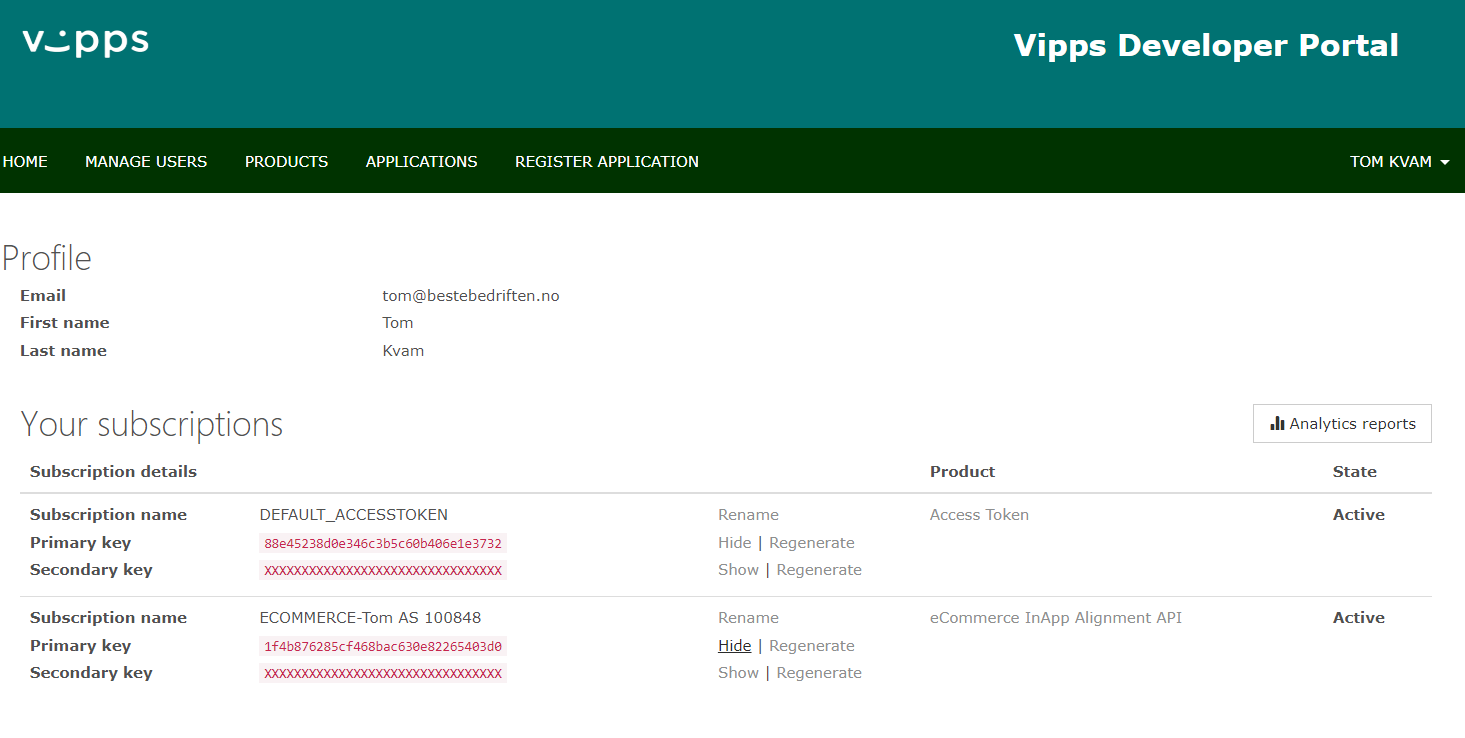 vipps
Vipps Developer Portal
HOME MANAGE USERS PRODUCTS APPLICATIONS REGISTER APPLICATION TOM KVAM
Profile
Email tom@bestebedriften.no
First name Tom
Last name Kvam
Your subscriptions Analytics reports
Subscription details Product State
Subscription name DEFAULT_ACCESSTOKEN Rename Access Token Active
Primary key 88e45238d0e346c3b5c60b406e1e3732 Hide | Regenerate
Secondary key XXXXXXXXXXXXXXXXXXXXXXXXXXXXXXXX Show | Regenerate
Subscription name ECOMMERCE-Tom AS 100848 Rename eCommerce InApp Alignment API Active
Primary key 1f4b876285cf468bac630e82265403d0 Hide | Regenerate
Secondary key XXXXXXXXXXXXXXXXXXXXXXXXXXXXXXXX Show | Regenerate